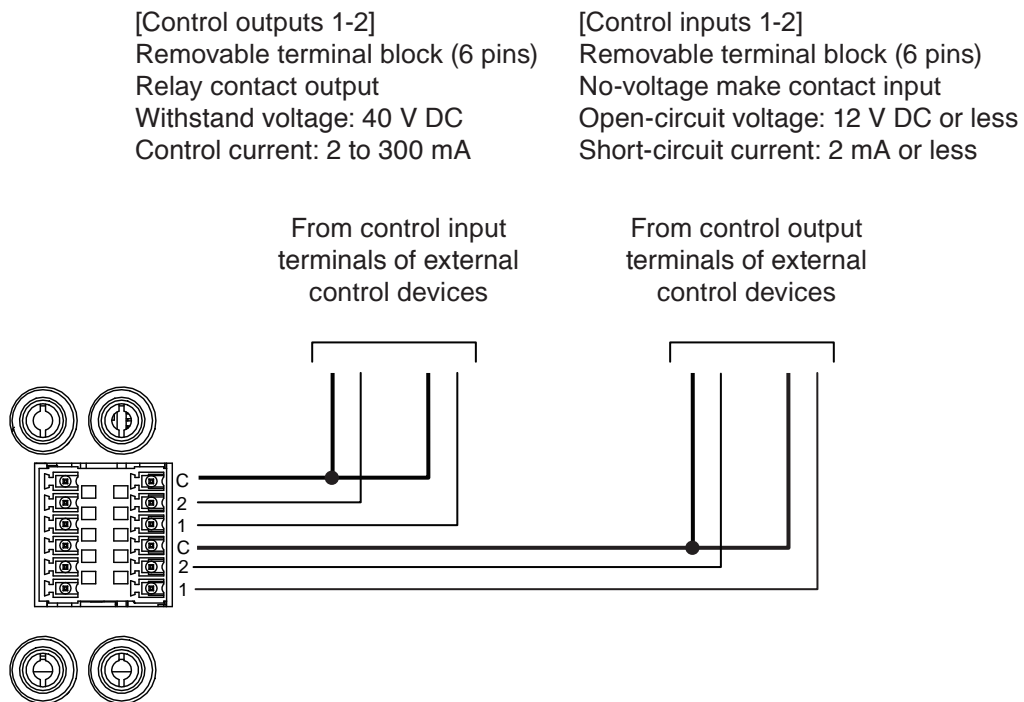 [Control outputs 1-2]
Removable terminal block (6 pins)
Relay contact output
Withstand voltage: 40 V DC
Control current: 2 to 300 mA
[Control inputs 1-2]
Removable terminal block (6 pins)
No-voltage make contact input
Open-circuit voltage: 12 V DC or less
Short-circuit current: 2 mA or less
From control input
terminals of external
control devices
From control output
terminals of external
control devices
C
2
1
C
2
1